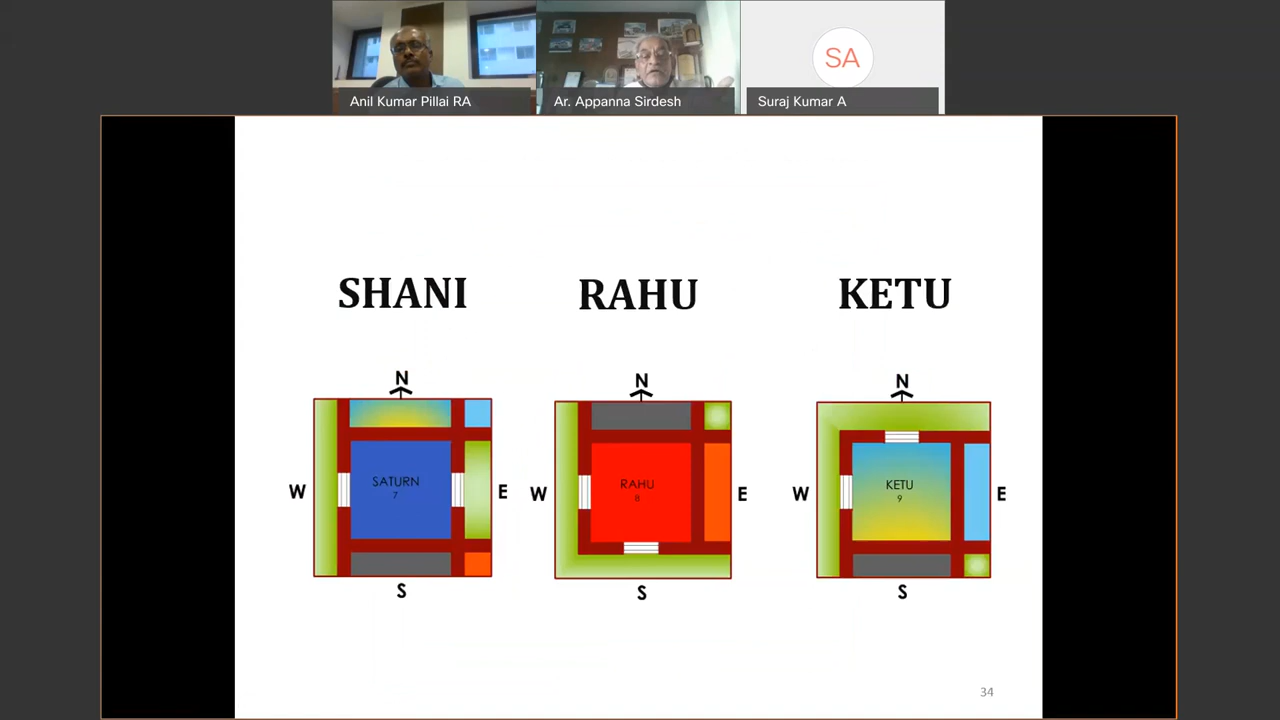 SA
Anil Kumar Pillai RA
Ar. Appanna Sirdesh
Suraj Kumar A
SHANI
RAHU
KETU
N
W
SATURN
7
E
S
N
W
RAHU
8
E
S
N
W
KETU
9
E
S
34